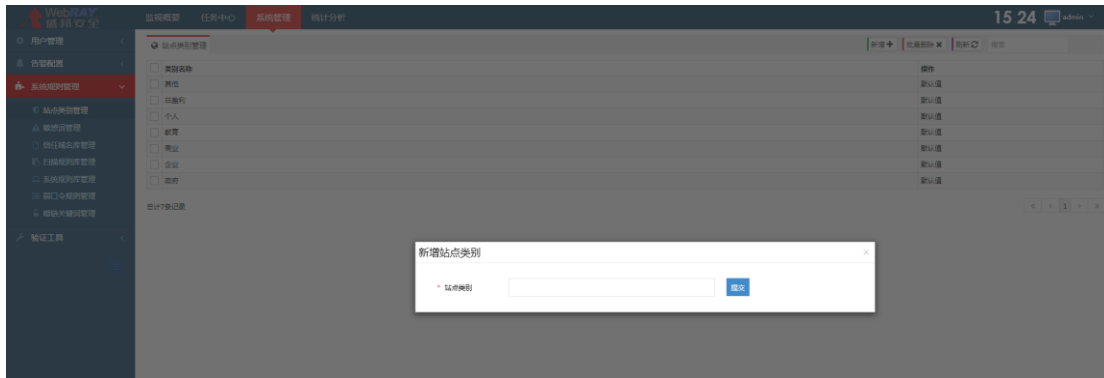 WebRAY
盛邦安全
监视概要 任务中心 系统管理 统计分析
15 24 admin
用户管理
告警配置
系统规则管理
站点类别管理
敏感词管理
信任域名库管理
扫描规则库管理
系统规则库管理
弱口令规则管理
暗链关键词管理
验证工具
站点类别管理
新增 批量删除 刷新 搜索
类别名称 操作
其他 默认值
非盈利 默认值
个人 默认值
教育 默认值
商业 默认值
企业 默认值
政府 默认值
总计7条记录
« ‹ 1 › »
新增站点类别 ×
* 站点类别 提交